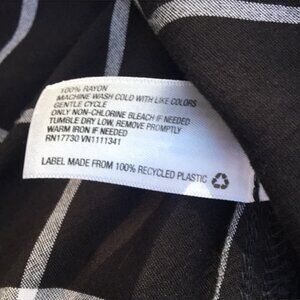 100% RAYON
MACHINE WASH COLD WITH LIKE COLORS
GENTLE CYCLE
ONLY NON-CHLORINE BLEACH IF NEEDED
TUMBLE DRY LOW, REMOVE PROMPTLY
WARM IRON IF NEEDED
RN17730 VN1111341
LABEL MADE FROM 100% RECYCLED PLASTIC